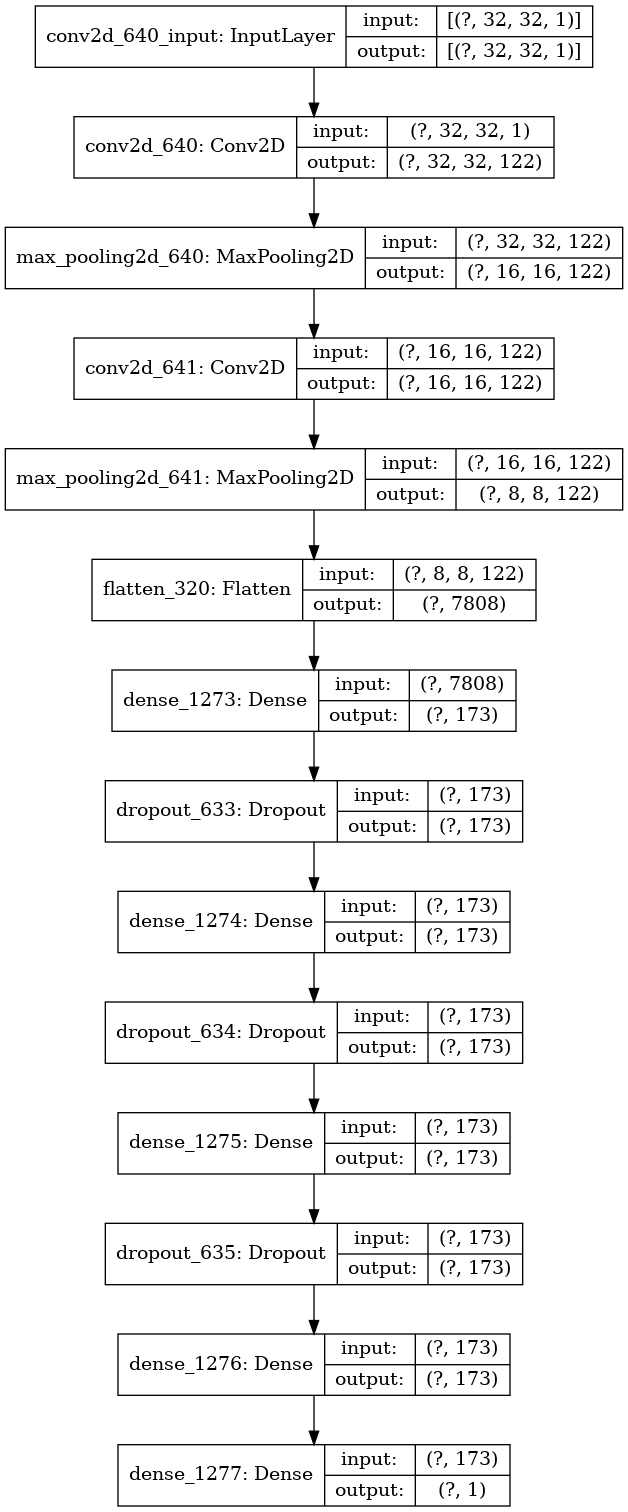 conv2d_640_input: InputLayer
input: [(?, 32, 32, 1)]
output: [(?, 32, 32, 1)]
conv2d_640: Conv2D
input: (?, 32, 32, 1)
output: (?, 32, 32, 122)
max_pooling2d_640: MaxPooling2D
input: (?, 32, 32, 122)
output: (?, 16, 16, 122)
conv2d_641: Conv2D
input: (?, 16, 16, 122)
output: (?, 16, 16, 122)
max_pooling2d_641: MaxPooling2D
input: (?, 16, 16, 122)
output: (?, 8, 8, 122)
flatten_320: Flatten
input: (?, 8, 8, 122)
output: (?, 7808)
dense_1273: Dense
input: (?, 7808)
output: (?, 173)
dropout_633: Dropout
input: (?, 173)
output: (?, 173)
dense_1274: Dense
input: (?, 173)
output: (?, 173)
dropout_634: Dropout
input: (?, 173)
output: (?, 173)
dense_1275: Dense
input: (?, 173)
output: (?, 173)
dropout_635: Dropout
input: (?, 173)
output: (?, 173)
dense_1276: Dense
input: (?, 173)
output: (?, 173)
dense_1277: Dense
input: (?, 173)
output: (?, 1)